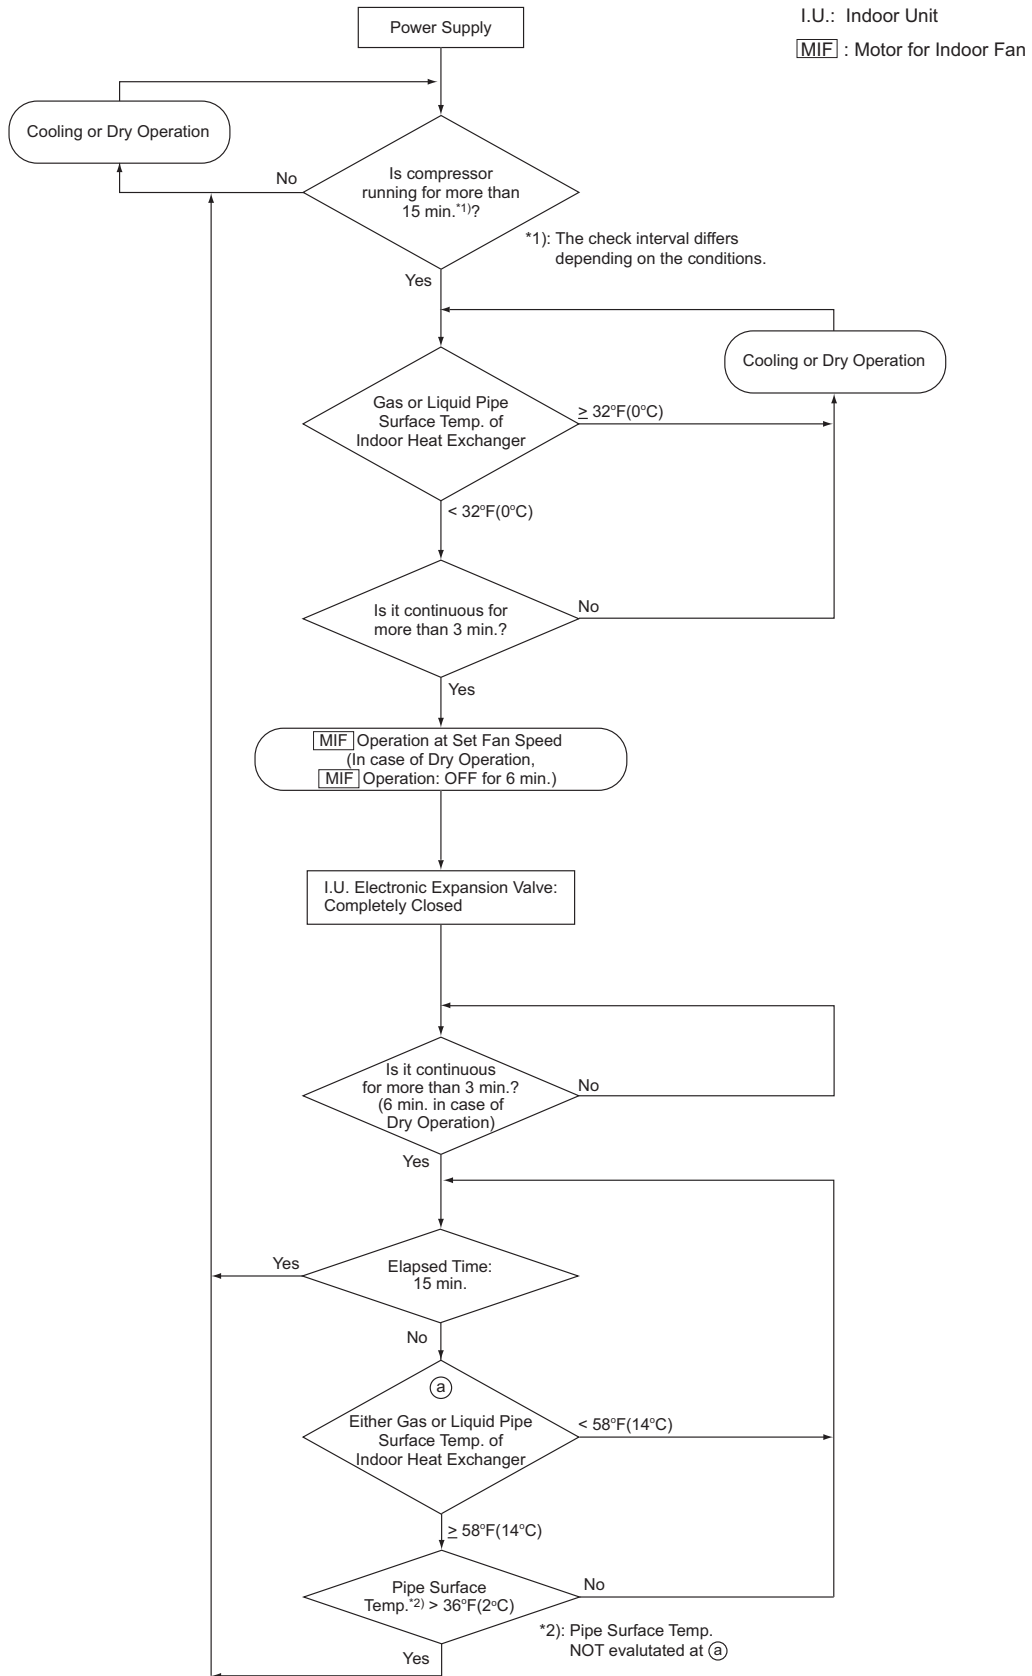 I.U.: Indoor Unit
MIF : Motor for Indoor Fan
Power Supply
Cooling or Dry Operation
Is compressor
running for more than
15 min.*1)?
No
*1): The check interval differs
depending on the conditions.
Yes
Cooling or Dry Operation
Gas or Liquid Pipe
Surface Temp. of
Indoor Heat Exchanger
≥ 32°F(0°C)
< 32°F(0°C)
Is it continuous for
more than 3 min.?
No
Yes
MIF Operation at Set Fan Speed
(In case of Dry Operation,
MIF Operation: OFF for 6 min.)
I.U. Electronic Expansion Valve:
Completely Closed
Is it continuous
for more than 3 min.?
(6 min. in case of
Dry Operation)
No
Yes
Elapsed Time:
15 min.
Yes
No
ⓐ
Either Gas or Liquid Pipe
Surface Temp. of
Indoor Heat Exchanger
< 58°F(14°C)
≥ 58°F(14°C)
Pipe Surface
Temp.*2) > 36°F(2°C)
No
*2): Pipe Surface Temp.
NOT evalutated at ⓐ
Yes